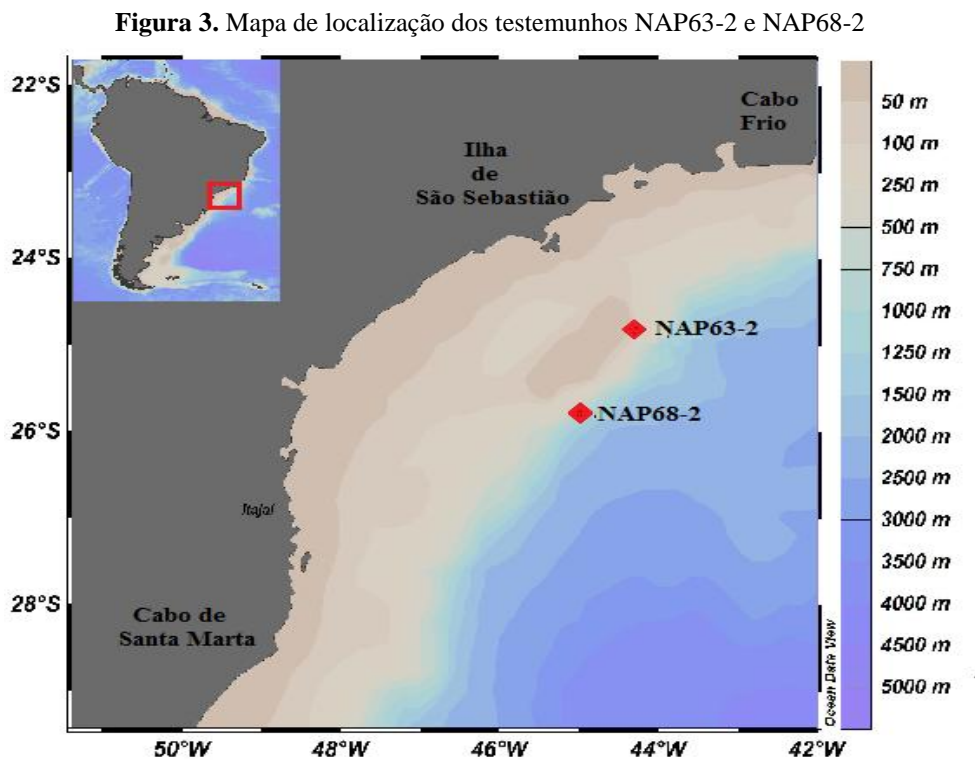 Figura 3. Mapa de localização dos testemunhos NAP63-2 e NAP68-2
22°S
24°S
26°S
28°S
50°W
48°W
46°W
44°W
42°W
Cabo
Frio
Ilha
de
São Sebastião
NAP63-2
NAP68-2
Itajaí
Cabo de
Santa Marta
50 m
100 m
250 m
500 m
750 m
1000 m
1250 m
1500 m
2000 m
2500 m
3000 m
3500 m
4000 m
4500 m
5000 m
Ocean Data View